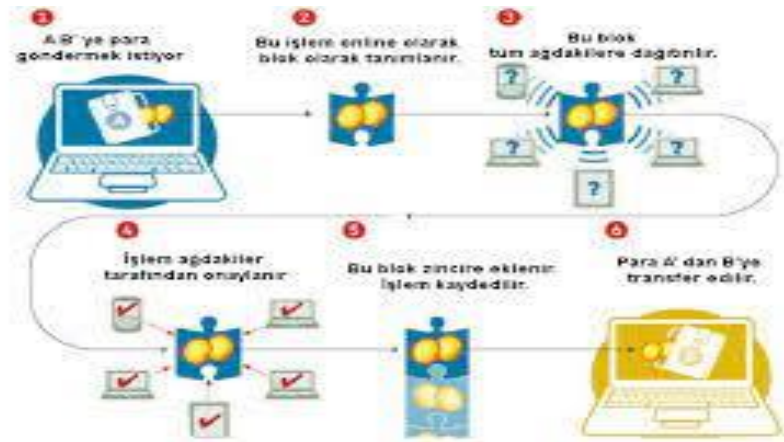 1
A B' ye para
göndermek istiyor
2
Bu işlem online olarak
blok olarak tanımlanır.
3
Bu blok
tüm ağdakilere dağıtırılır.
?
?
?
?
?
4
İşlem ağdakiler
tarafından onaylanır
5
Bu blok zincire eklenir.
İşlem kaydedilir.
6
Para A' dan B'ye
transfer edilir.